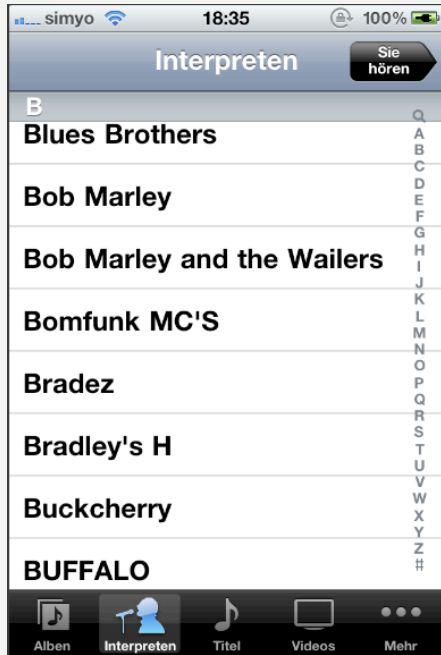 simyo 18:35 100%
Interpreten
Sie
hören
B
Blues Brothers
Bob Marley
Bob Marley and the Wailers
Bomfunk MC'S
Bradez
Bradley's H
Buckcherry
BUFFALO
A
B
C
D
E
F
G
H
I
J
K
L
M
N
O
P
Q
R
S
T
U
V
W
X
Y
Z
#
Alben Interpreten Titel Videos Mehr